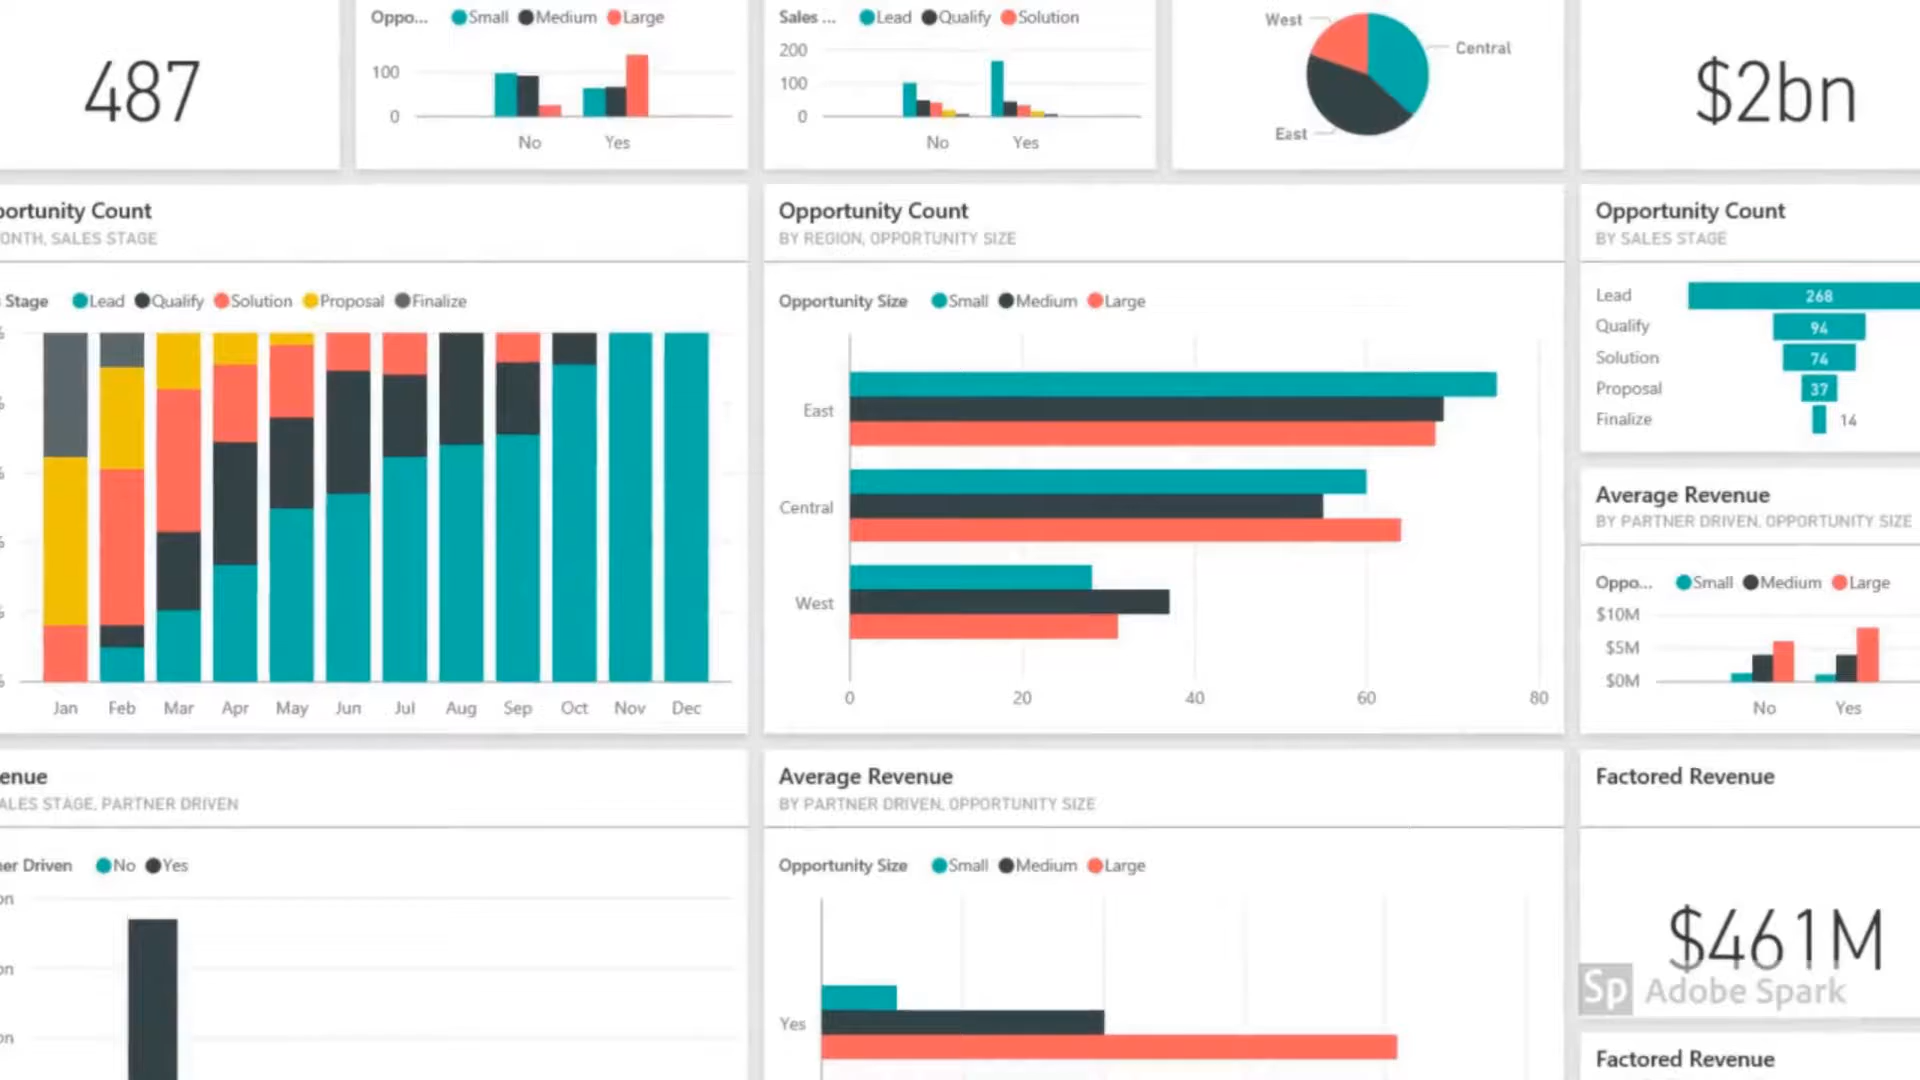 487
Oppo... Small Medium Large
100
0
No Yes
Sales ... Lead Qualify Solution
200
100
0
No Yes
West
Central
East
$2bn
portunity Count
ONTH, SALES STAGE
Stage Lead Qualify Solution Proposal Finalize
Jan Feb Mar Apr May Jun Jul Aug Sep Oct Nov Dec
Opportunity Count
BY REGION, OPPORTUNITY SIZE
Opportunity Size Small Medium Large
East
Central
West
0 20 40 60 80
Opportunity Count
BY SALES STAGE
Lead 268
Qualify 94
Solution 74
Proposal 37
Finalize 14
Average Revenue
BY PARTNER DRIVEN, OPPORTUNITY SIZE
Oppo... Small Medium Large
$10M
$5M
$0M
No Yes
enue
ALES STAGE, PARTNER DRIVEN
er Driven No Yes
on
on
on
Average Revenue
BY PARTNER DRIVEN, OPPORTUNITY SIZE
Opportunity Size Small Medium Large
Yes
Factored Revenue
$461M
Sp Adobe Spark
Factored Revenue